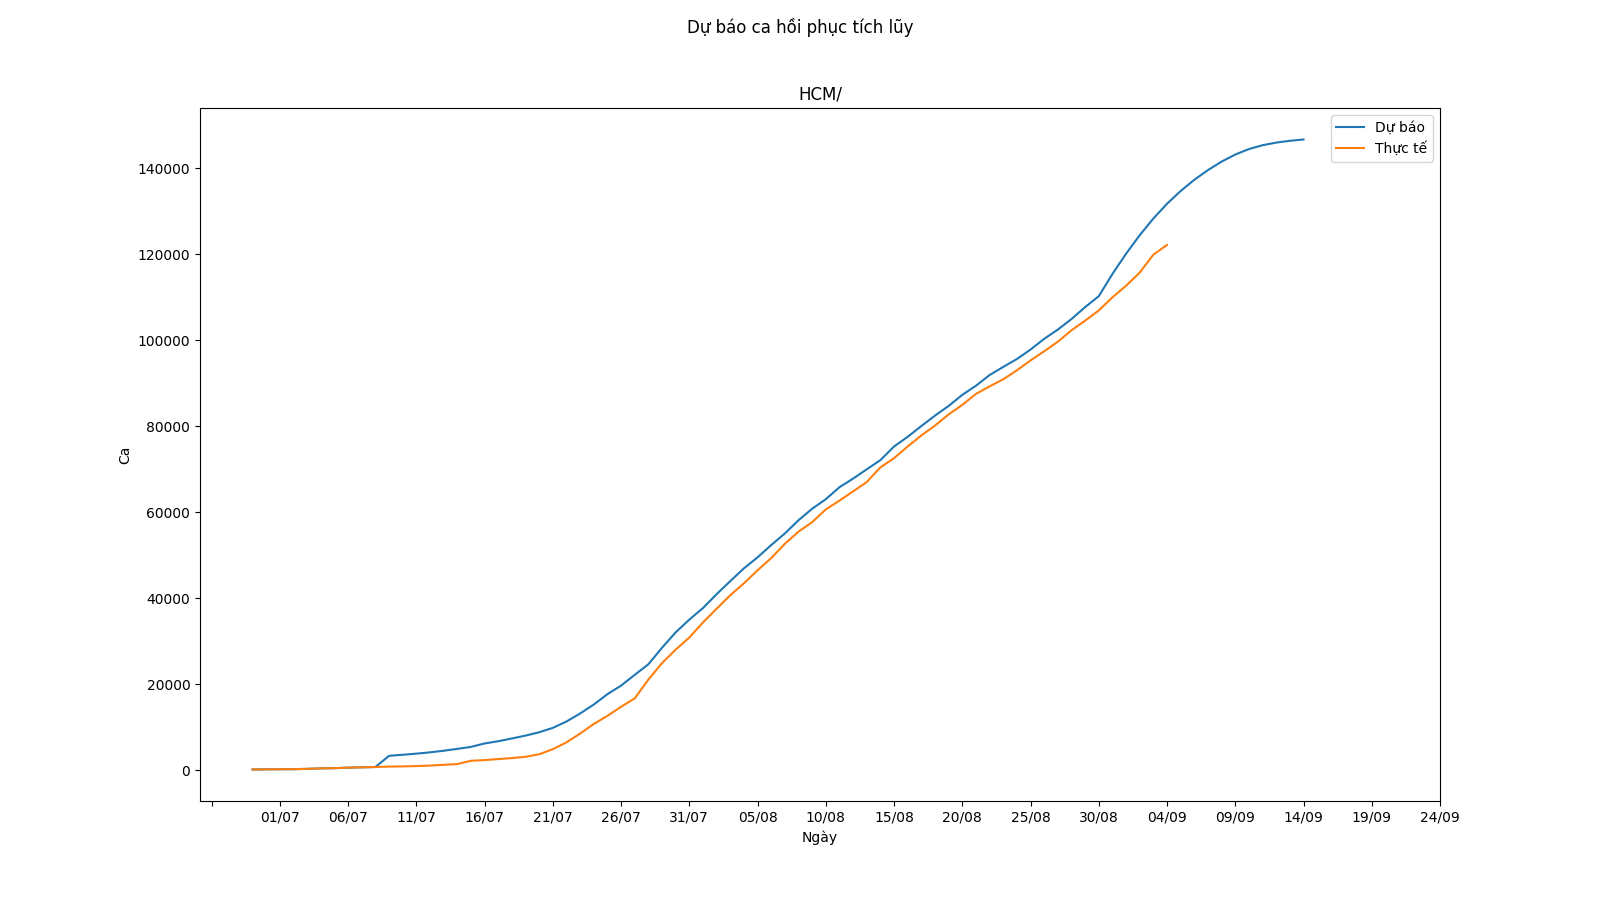 Dự báo ca hồi phục tích lũy
HCM/
Dự báo
Thực tế
140000
120000
100000
80000
60000
40000
20000
0
Ca
01/07 06/07 11/07 16/07 21/07 26/07 31/07 05/08 10/08 15/08 20/08 25/08 30/08 04/09 09/09 14/09 19/09 24/09
Ngày